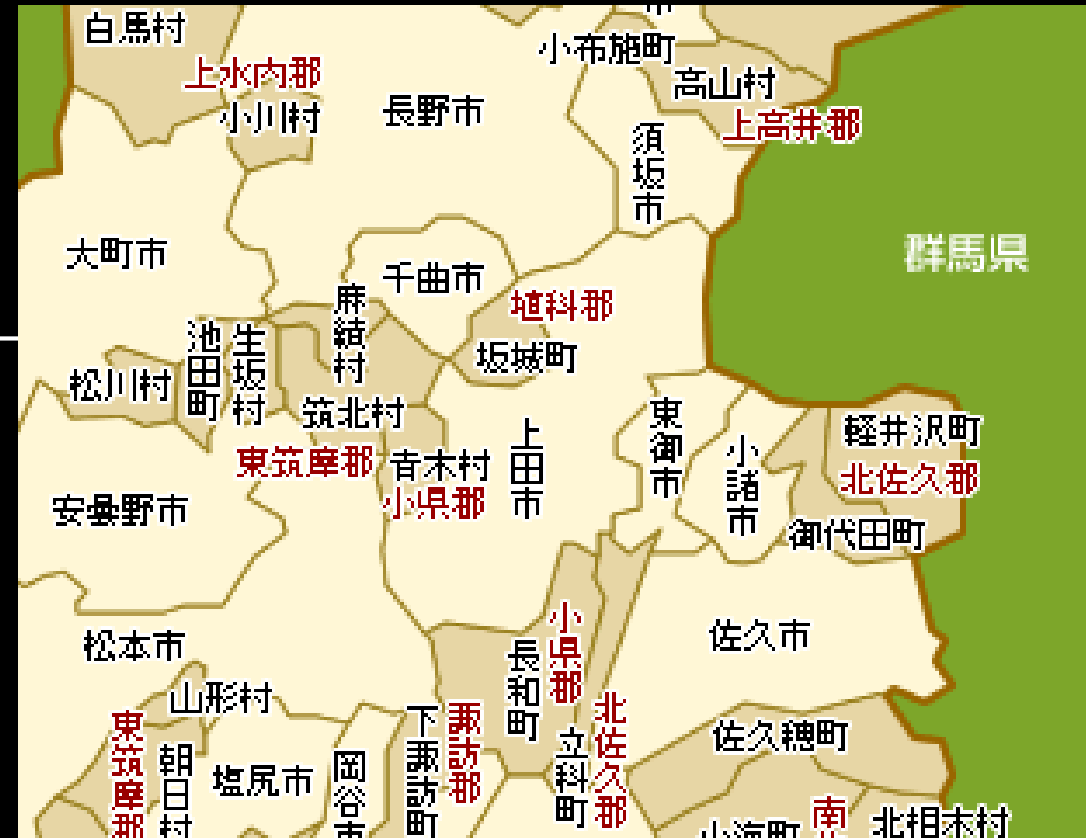 白馬村
上水内郡
小川村
長野市
小布施町
高山村
上高井郡
須坂市
群馬県
大町市
千曲市
埴科郡
坂城町
麻績村
池田町
生坂村
松川村
筑北村
東筑摩郡
青木村
小県郡
上田市
東御市
小諸市
軽井沢町
北佐久郡
御代田町
安曇野市
松本市
佐久市
小県郡
長和町
山形村
東筑摩郡
朝日村
塩尻市
岡谷市
下諏訪町
諏訪郡
立科町
北佐久郡
佐久穂町
小海町
南
北相木村